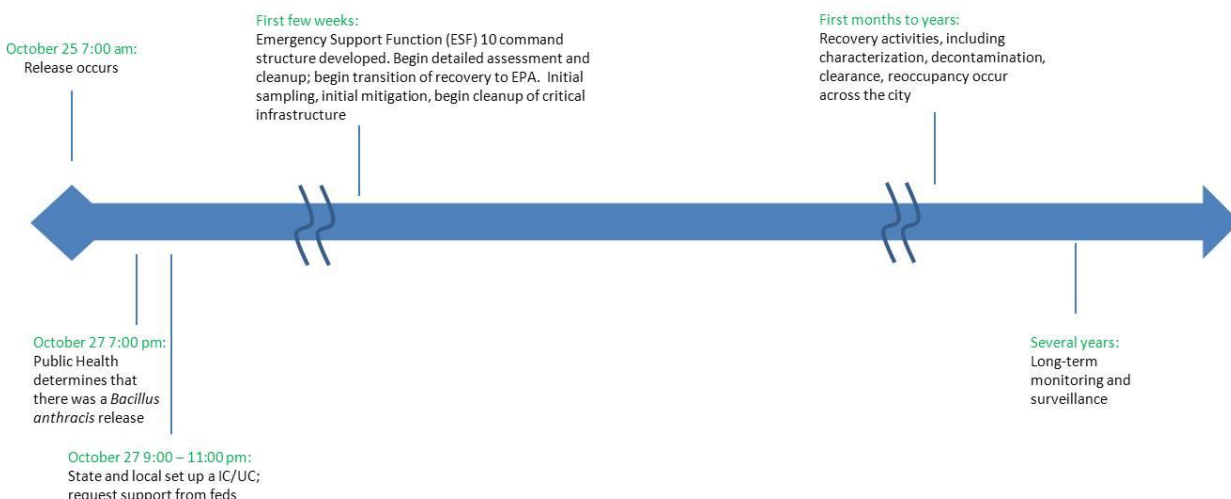 October 25 7:00 am:
Release occurs
First few weeks:
Emergency Support Function (ESF) 10 command
structure developed. Begin detailed assessment and
cleanup; begin transition of recovery to EPA. Initial
sampling, initial mitigation, begin cleanup of critical
infrastructure
First months to years:
Recovery activities, including
characterization, decontamination,
clearance, reoccupancy occur
across the city
October 27 7:00 pm:
Public Health
determines that
there was a Bacillus
anthracis release
October 27 9:00 – 11:00 pm:
State and local set up a IC/UC;
request support from feds
Several years:
Long-term
monitoring and
surveillance